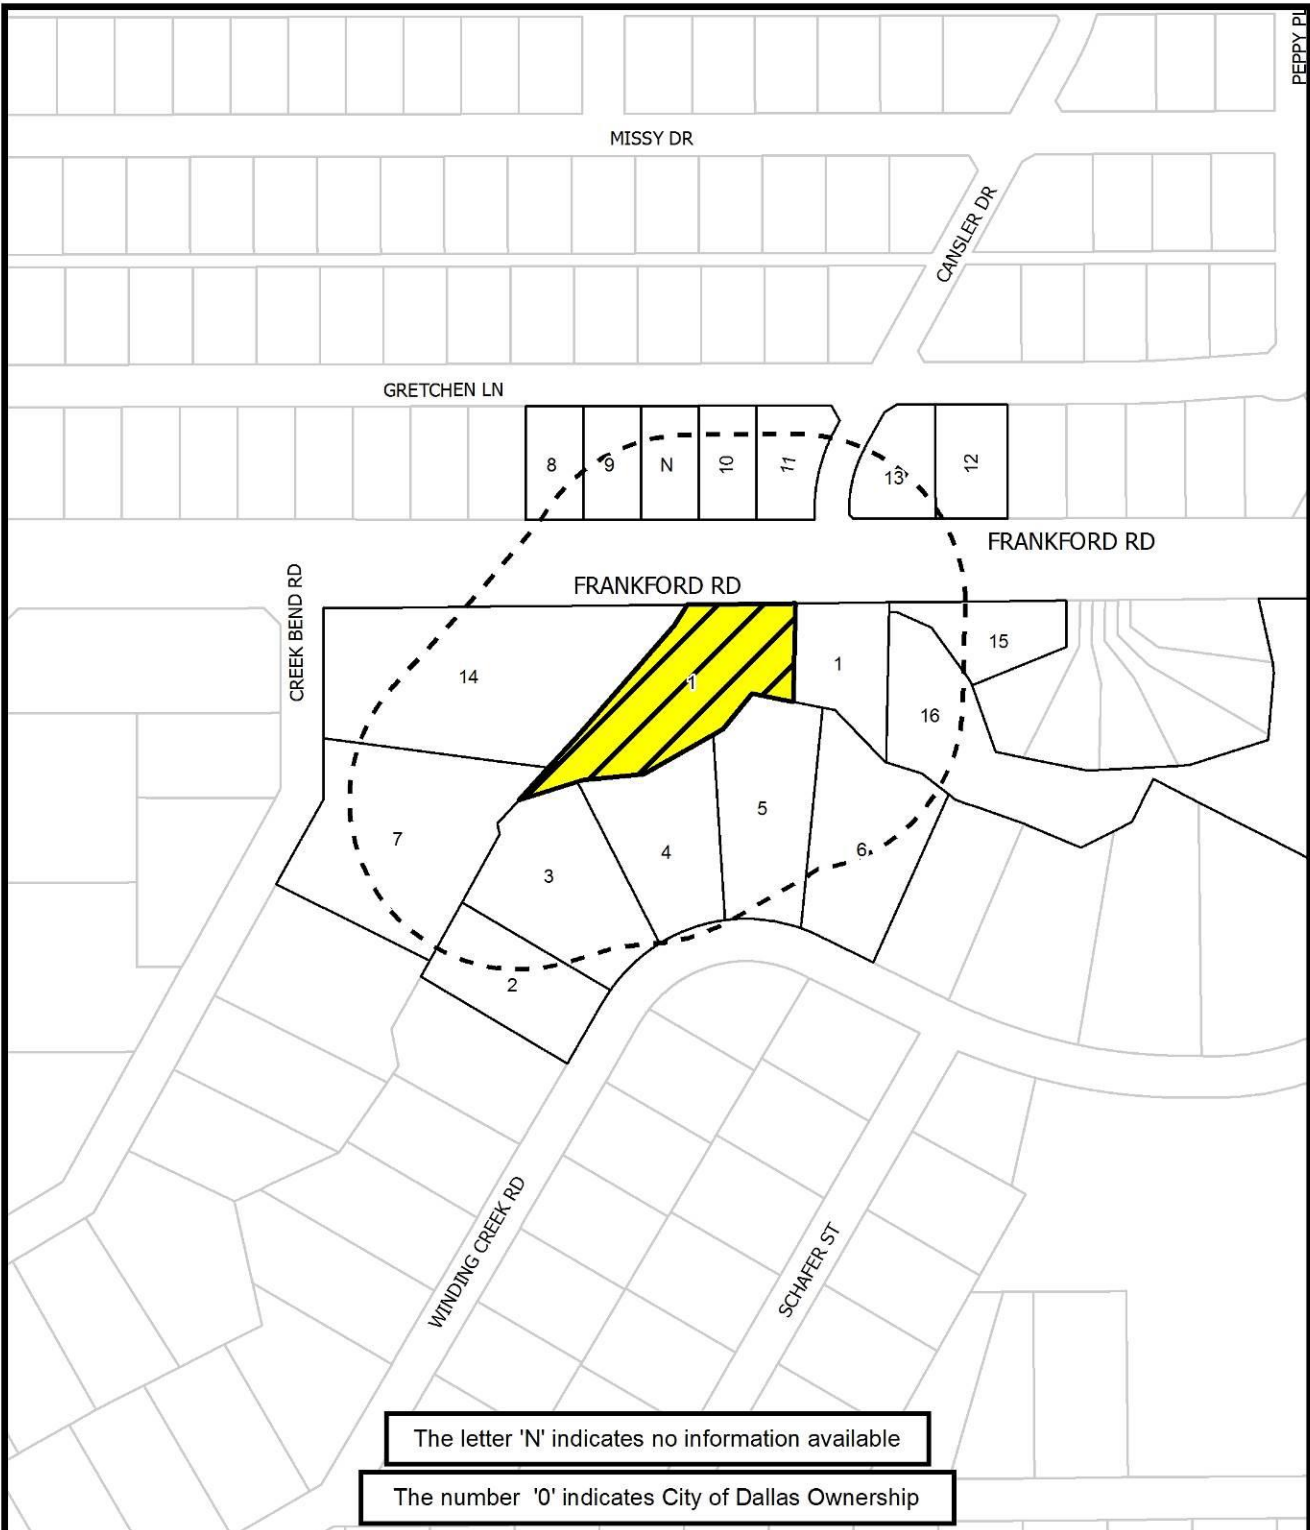 PEPPY PL
MISSY DR
CANSLER DR
GRETCHEN LN
8
9
N
10
11
13
12
FRANKFORD RD
FRANKFORD RD
CREEK BEND RD
14
1
1
15
16
7
3
4
5
6
2
WINDING CREEK RD
SCHAFER ST
The letter 'N' indicates no information available
The number '0' indicates City of Dallas Ownership